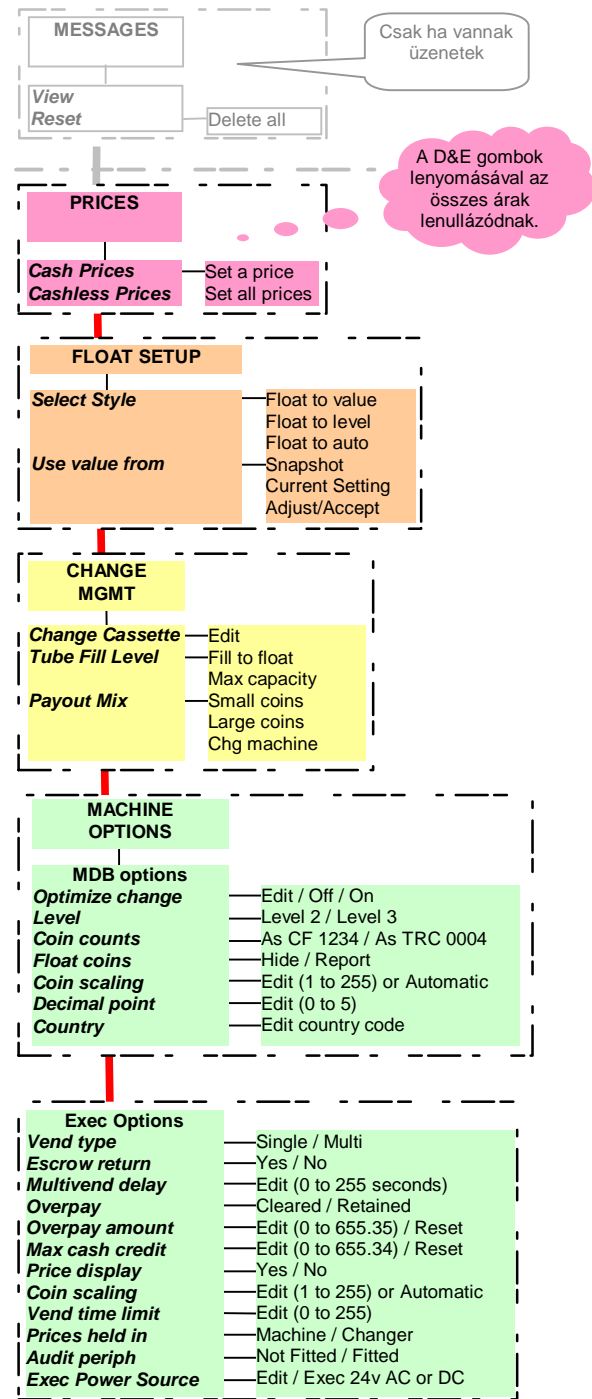 MESSAGES
Csak ha vannak
üzenetek
View
Reset
Delete all
A D&E gombok
lenyomásával az
összes árak
lenullázódnak.
PRICES
Cash Prices
Set a price
Cashless Prices
Set all prices
FLOAT SETUP
Select Style
Float to value
Float to level
Float to auto
Use value from
Snapshot
Current Setting
Adjust/Accept
CHANGE
MGMT
Change Cassette
Edit
Tube Fill Level
Fill to float
Max capacity
Payout Mix
Small coins
Large coins
Chg machine
MACHINE
OPTIONS
MDB options
Optimize change
Edit / Off / On
Level
Level 2 / Level 3
Coin counts
As CF 1234 / As TRC 0004
Float coins
Hide / Report
Coin scaling
Edit (1 to 255) or Automatic
Decimal point
Edit (0 to 5)
Country
Edit country code
Exec Options
Vend type
Single / Multi
Escrow return
Yes / No
Multivend delay
Edit (0 to 255 seconds)
Overpay
Cleared / Retained
Overpay amount
Edit (0 to 655.35) / Reset
Max cash credit
Edit (0 to 655.34) / Reset
Price display
Yes / No
Coin scaling
Edit (1 to 255) or Automatic
Vend time limit
Edit (0 to 255)
Prices held in
Machine / Changer
Audit periph
Not Fitted / Fitted
Exec Power Source
Edit / Exec 24v AC or DC